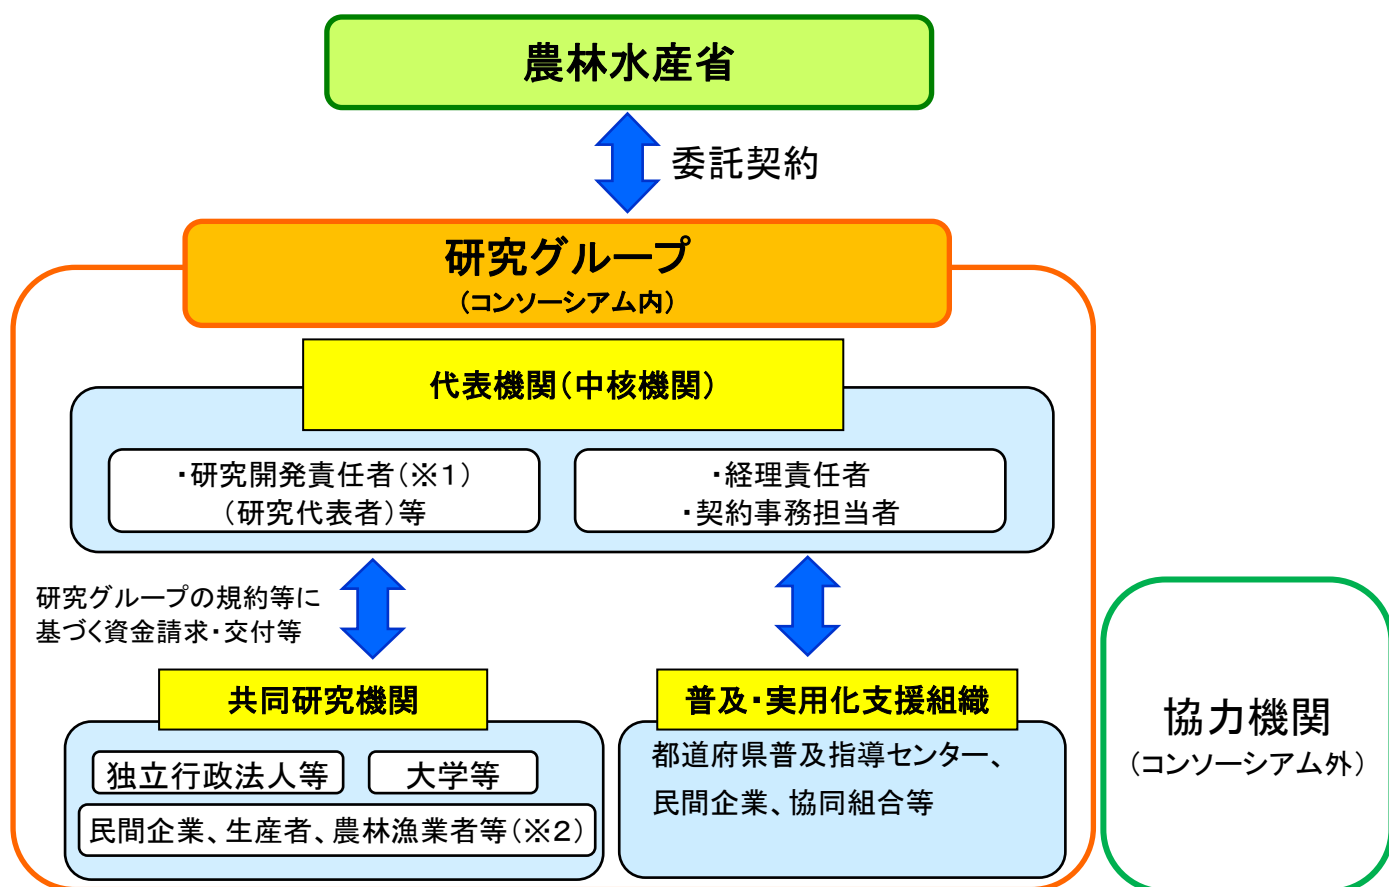 農林水産省
委託契約
研究グループ
（コンソーシアム内）
代表機関（中核機関）
・研究開発責任者（※１）
（研究代表者）等
・経理責任者
・契約事務担当者
研究グループの規約等に
基づく資金請求・交付等
共同研究機関
独立行政法人等
大学等
民間企業、生産者、農林漁業者等（※２）
普及・実用化支援組織
都道府県普及指導センター、
民間企業、協同組合等
協力機関
（コンソーシアム外）